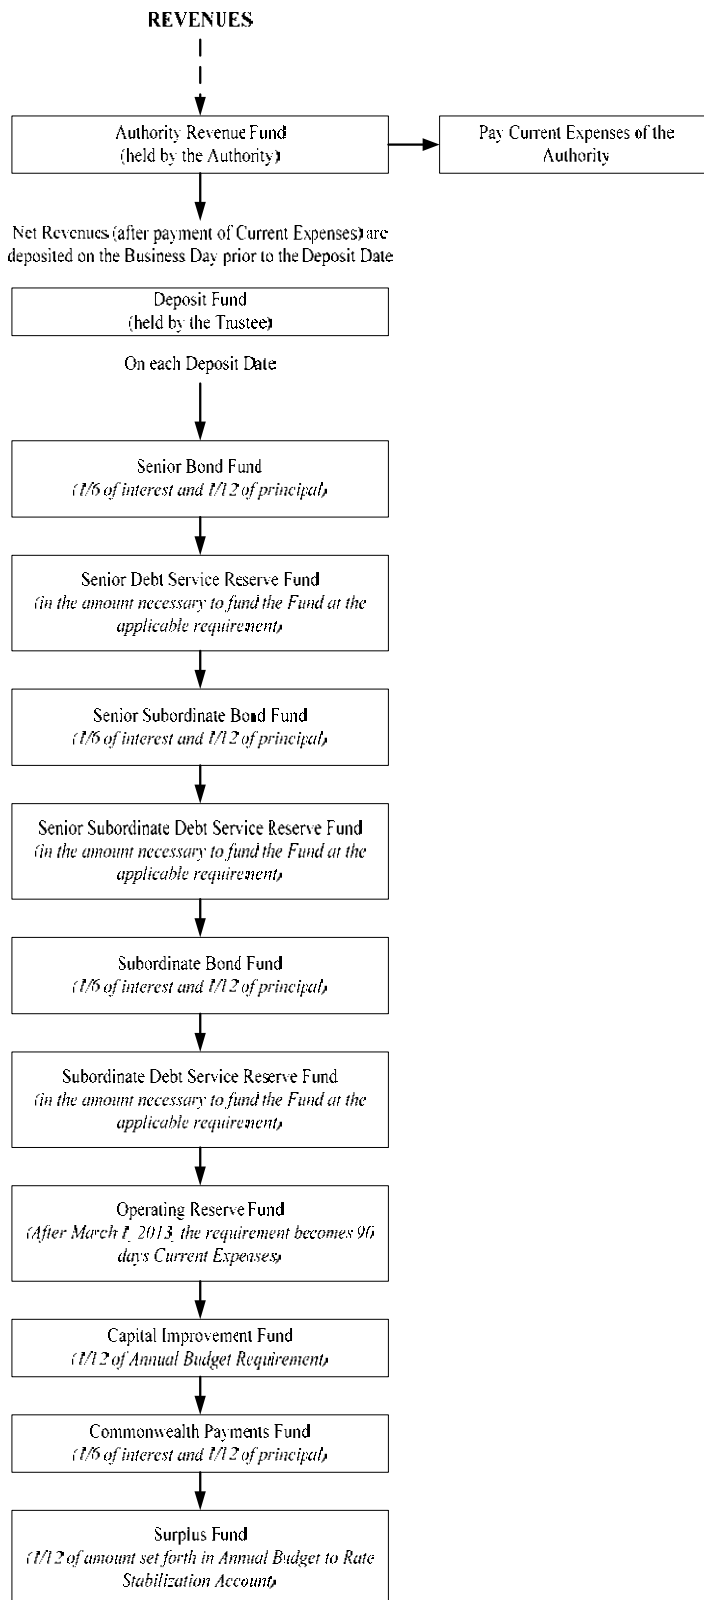 REVENUES
Authority Revenue Fund
(held by the Authority)
Pay Current Expenses of the
Authority
Net Revenues (after payment of Current Expenses) are
deposited on the Business Day prior to the Deposit Date
Deposit Fund
(held by the Trustee)
On each Deposit Date
Senior Bond Fund
(1/6 of interest and 1/12 of principal)
Senior Debt Service Reserve Fund
(in the amount necessary to fund the Fund at the
applicable requirement)
Senior Subordinate Bond Fund
(1/6 of interest and 1/12 of principal)
Senior Subordinate Debt Service Reserve Fund
(in the amount necessary to fund the Fund at the
applicable requirement)
Subordinate Bond Fund
(1/6 of interest and 1/12 of principal)
Subordinate Debt Service Reserve Fund
(in the amount necessary to fund the Fund at the
applicable requirement)
Operating Reserve Fund
(After March 1, 2013, the requirement becomes 90
days Current Expenses)
Capital Improvement Fund
(1/12 of Annual Budget Requirement)
Commonwealth Payments Fund
(1/6 of interest and 1/12 of principal)
Surplus Fund
(1/12 of amount set forth in Annual Budget to Rate
Stabilization Account)